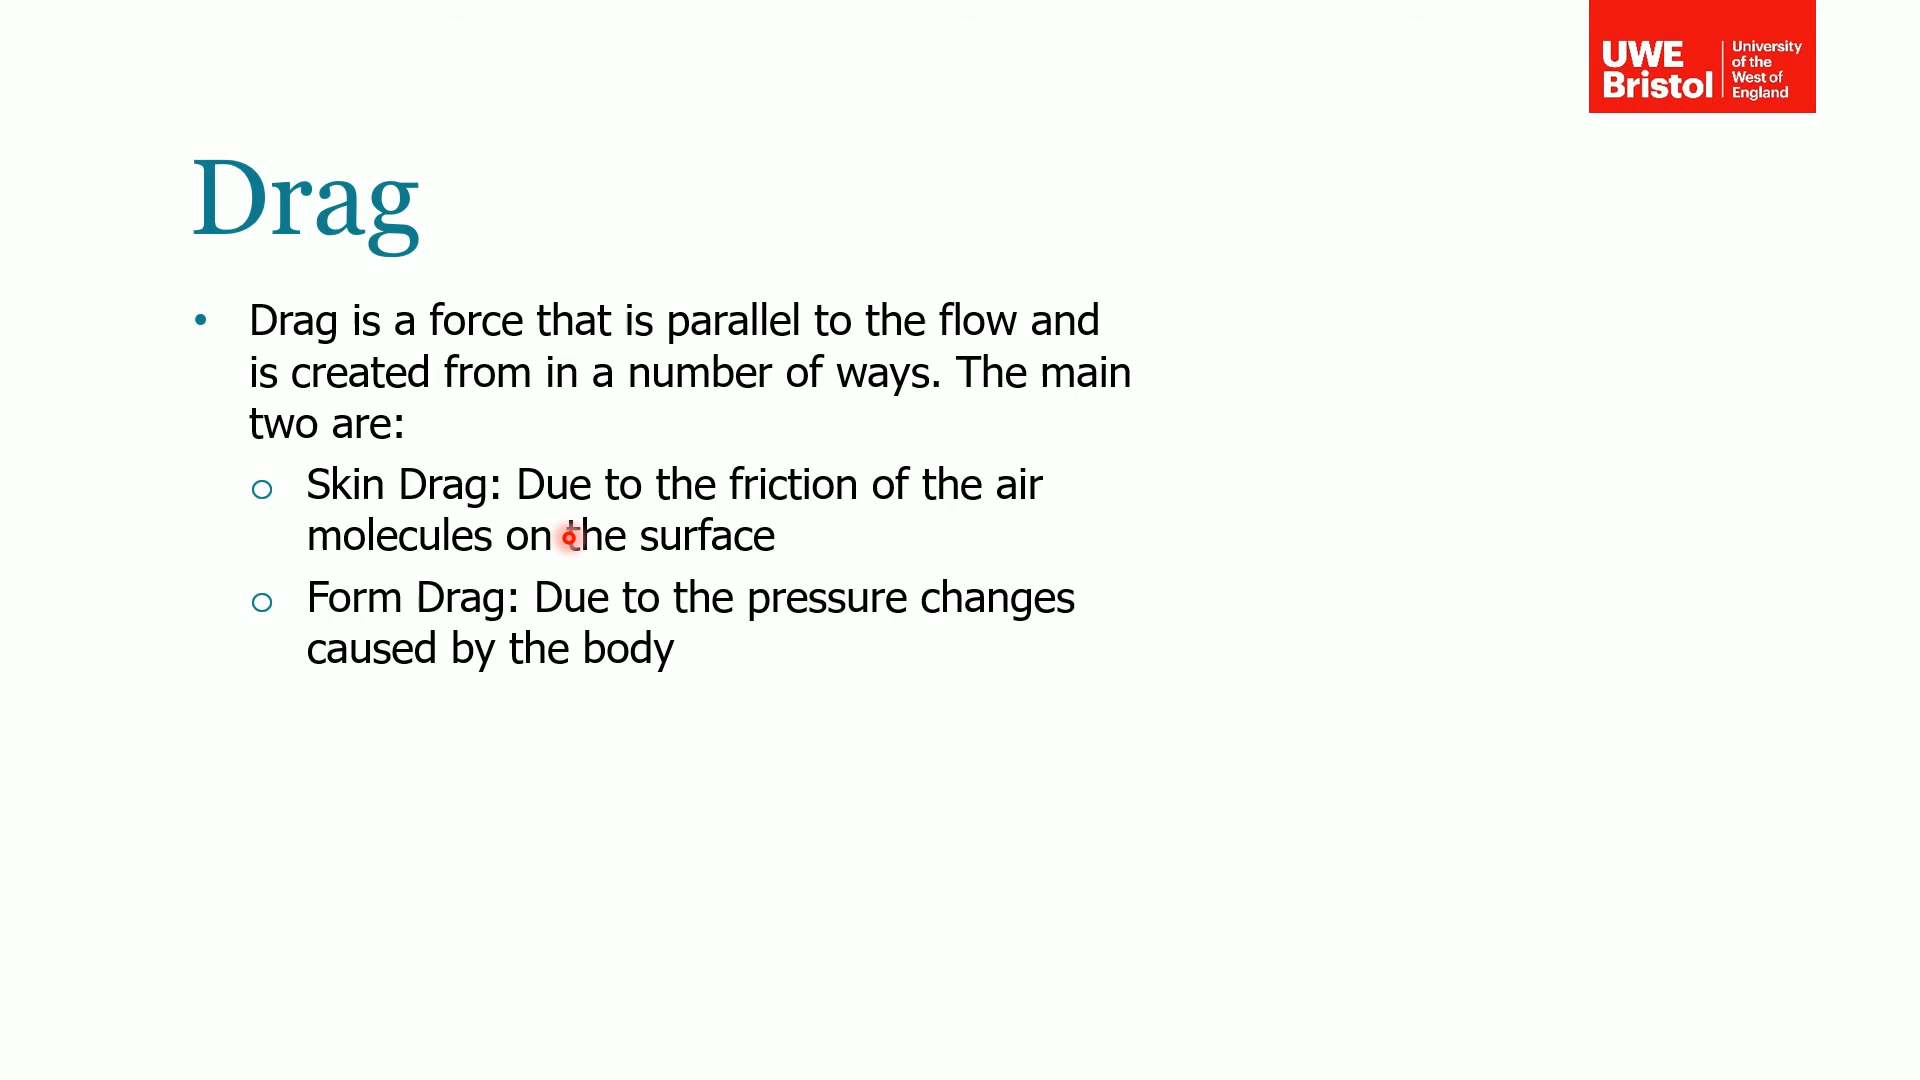 UWE
Bristol
University
of the
West of
England
Drag
• Drag is a force that is parallel to the flow and
is created from in a number of ways. The main
two are:
o Skin Drag: Due to the friction of the air
molecules on the surface
o Form Drag: Due to the pressure changes
caused by the body